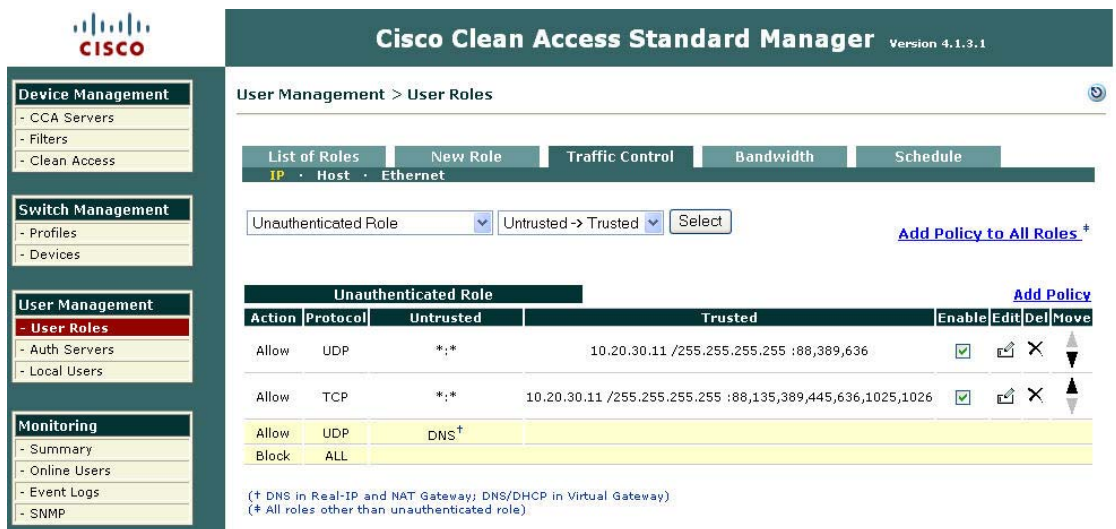 CISCO
Cisco Clean Access Standard Manager Version 4.1.3.1
Device Management
- CCA Servers
- Filters
- Clean Access
Switch Management
- Profiles
- Devices
User Management
- User Roles
- Auth Servers
- Local Users
Monitoring
- Summary
- Online Users
- Event Logs
- SNMP
User Management > User Roles
List of Roles New Role Traffic Control Bandwidth Schedule
IP · Host · Ethernet
Unauthenticated Role Untrusted -> Trusted Select
Add Policy to All Roles ‡
Unauthenticated Role Add Policy
Action Protocol Untrusted Trusted Enable Edit Del Move
Allow UDP *:* 10.20.30.11 /255.255.255.255 :88,389,636
Allow TCP *:* 10.20.30.11 /255.255.255.255 :88,135,389,445,636,1025,1026
Allow UDP DNS†
Block ALL
(† DNS in Real-IP and NAT Gateway; DNS/DHCP in Virtual Gateway)
(‡ All roles other than unauthenticated role)